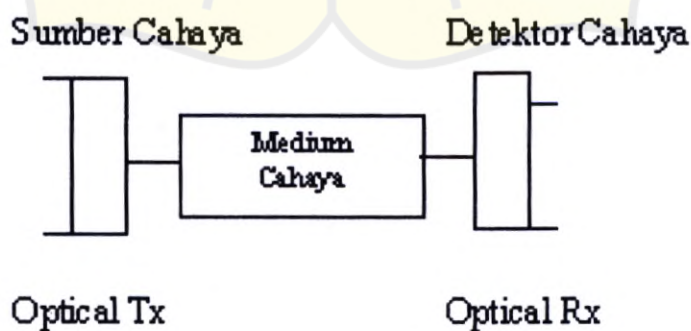 Sumber Cahaya
Detektor Cahaya
Medium
Cahaya
Optical Tx
Optical Rx